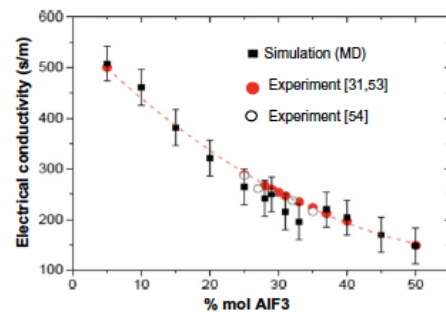 600
500
400
300
200
100
Electrical conductivity (s/m)
Simulation (MD)
Experiment [31,53]
Experiment [54]
0 10 20 30 40 50
% mol AlF3